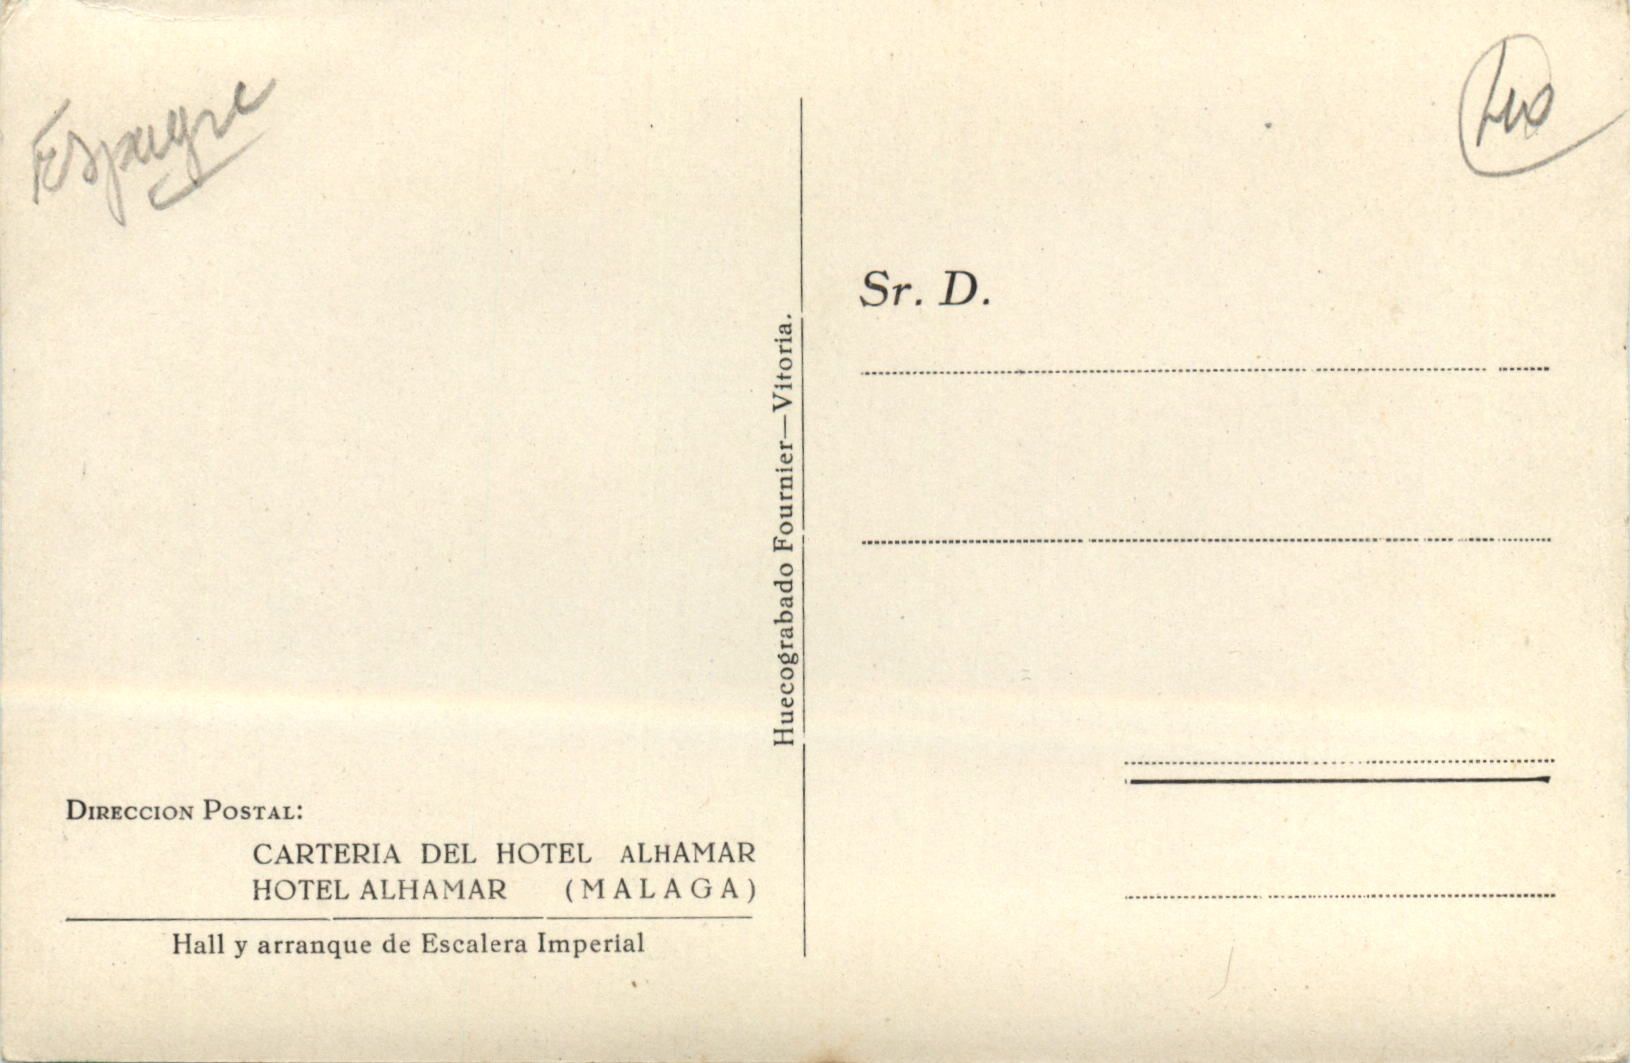 Espagne
Sr. D.
Huecograbado Fournier—Vitoria.
DIRECCION POSTAL:
CARTERIA DEL HOTEL ALHAMAR
HOTEL ALHAMAR (MALAGA)
Hall y arranque de Escalera Imperial